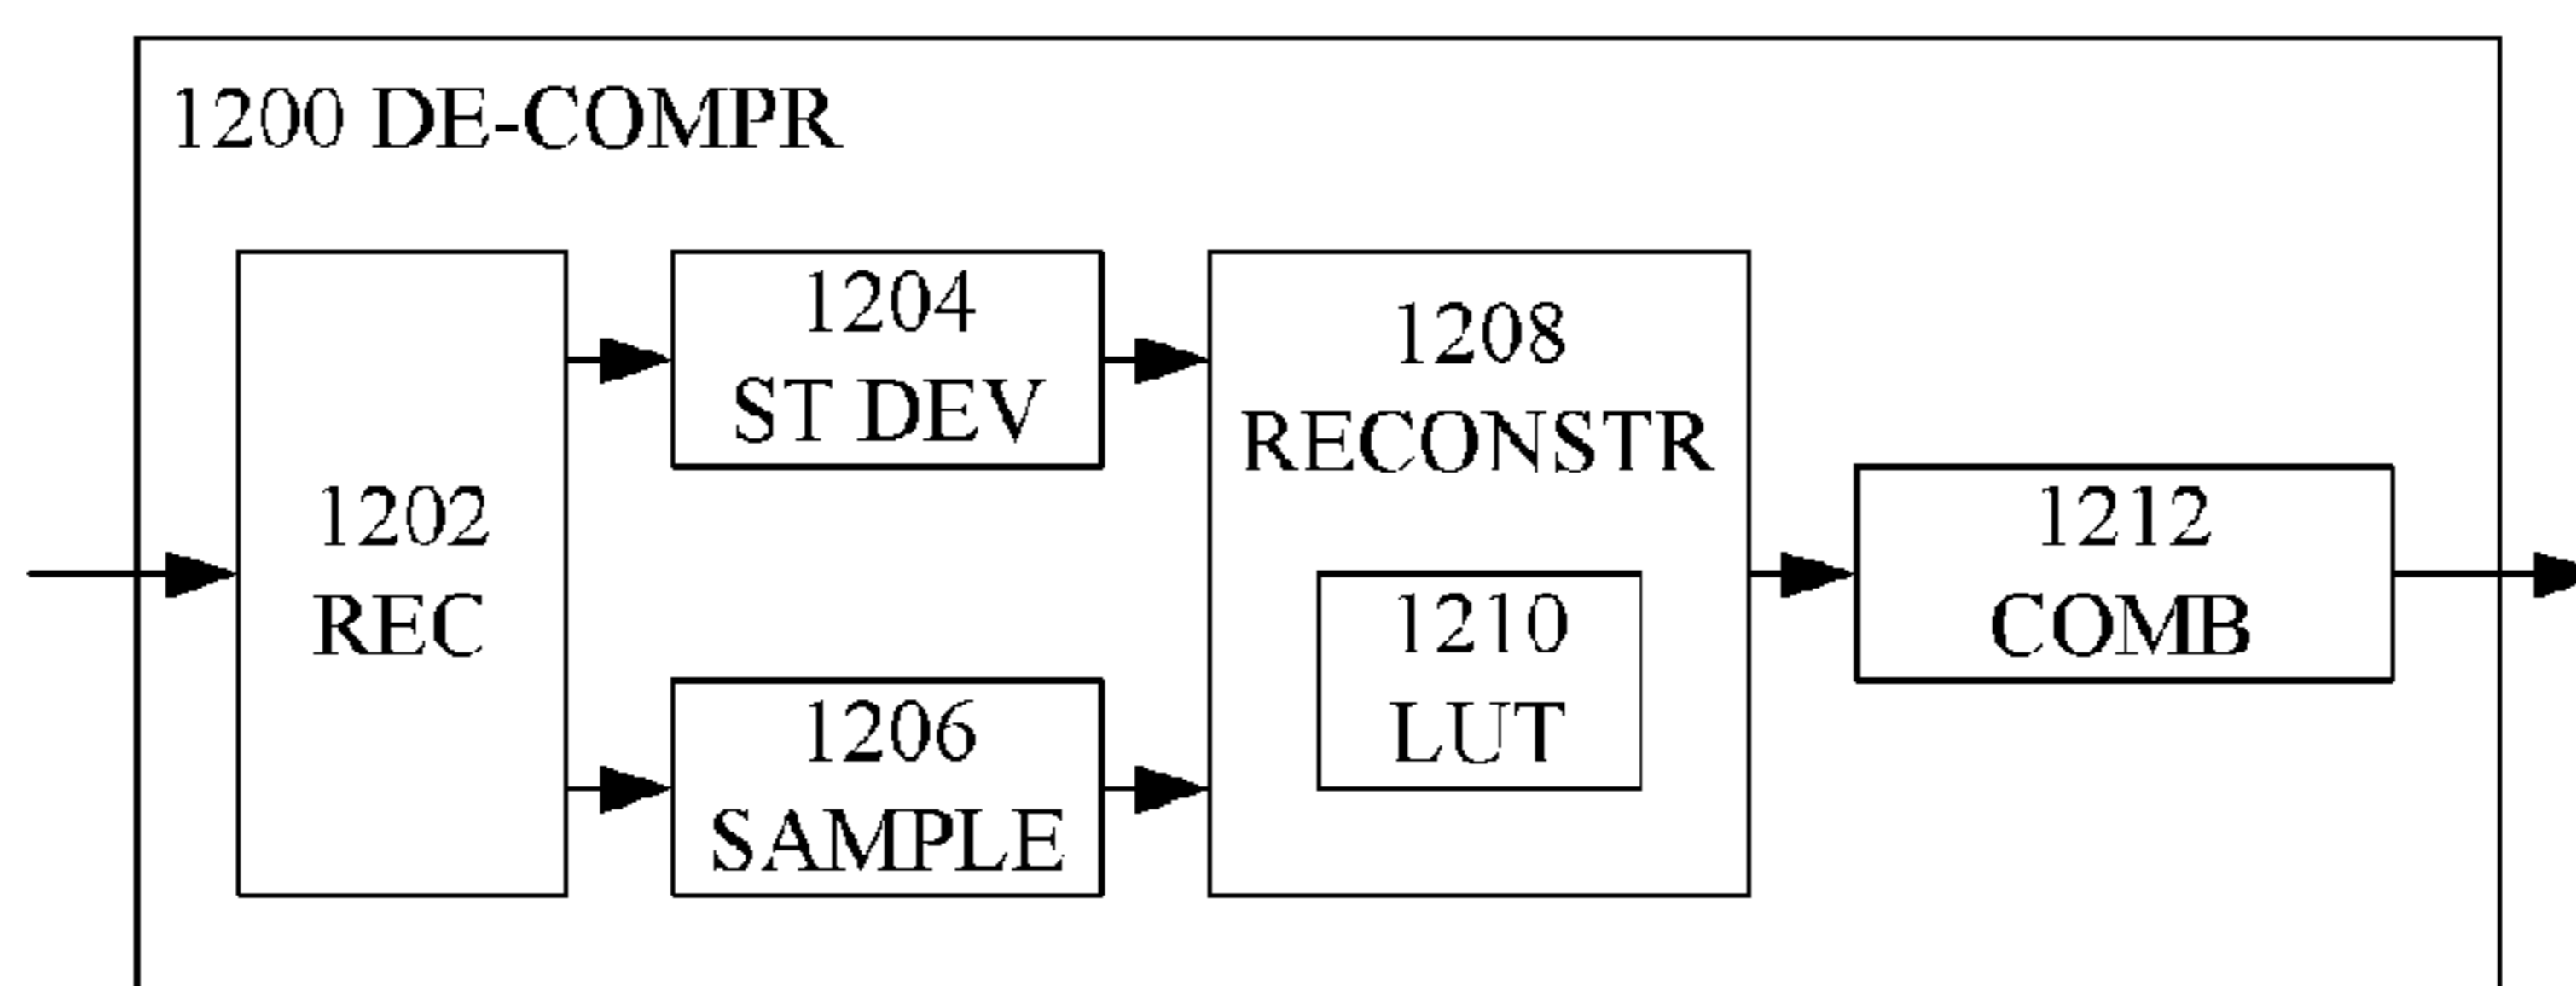 1200 DE-COMPR
1202
REC
1204
ST DEV
1206
SAMPLE
1208
RECONSTR
1210
LUT
1212
COMB